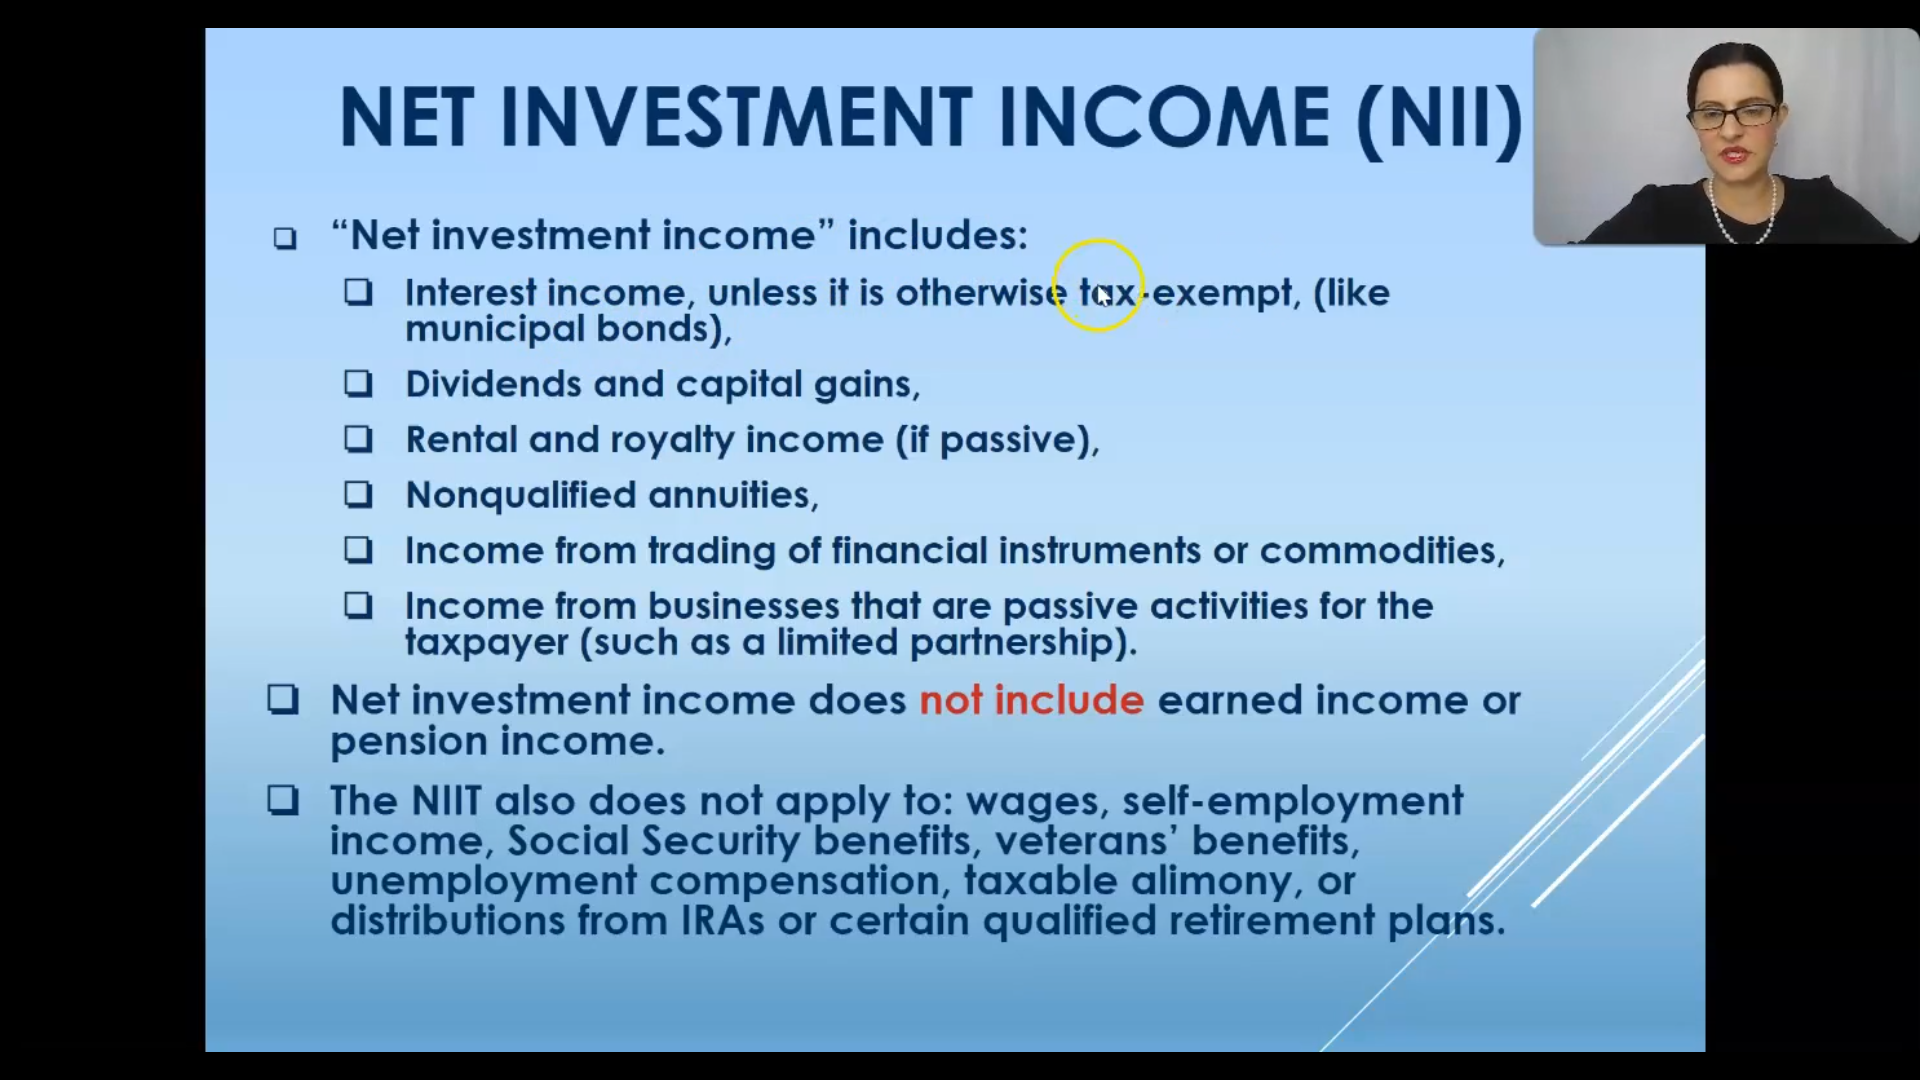 NET INVESTMENT INCOME (NII)
“Net investment income” includes:
Interest income, unless it is otherwise tax-exempt, (like
municipal bonds),
Dividends and capital gains,
Rental and royalty income (if passive),
Nonqualified annuities,
Income from trading of financial instruments or commodities,
Income from businesses that are passive activities for the
taxpayer (such as a limited partnership).
Net investment income does not include earned income or
pension income.
The NIIT also does not apply to: wages, self-employment
income, Social Security benefits, veterans’ benefits,
unemployment compensation, taxable alimony, or
distributions from IRAs or certain qualified retirement plans.